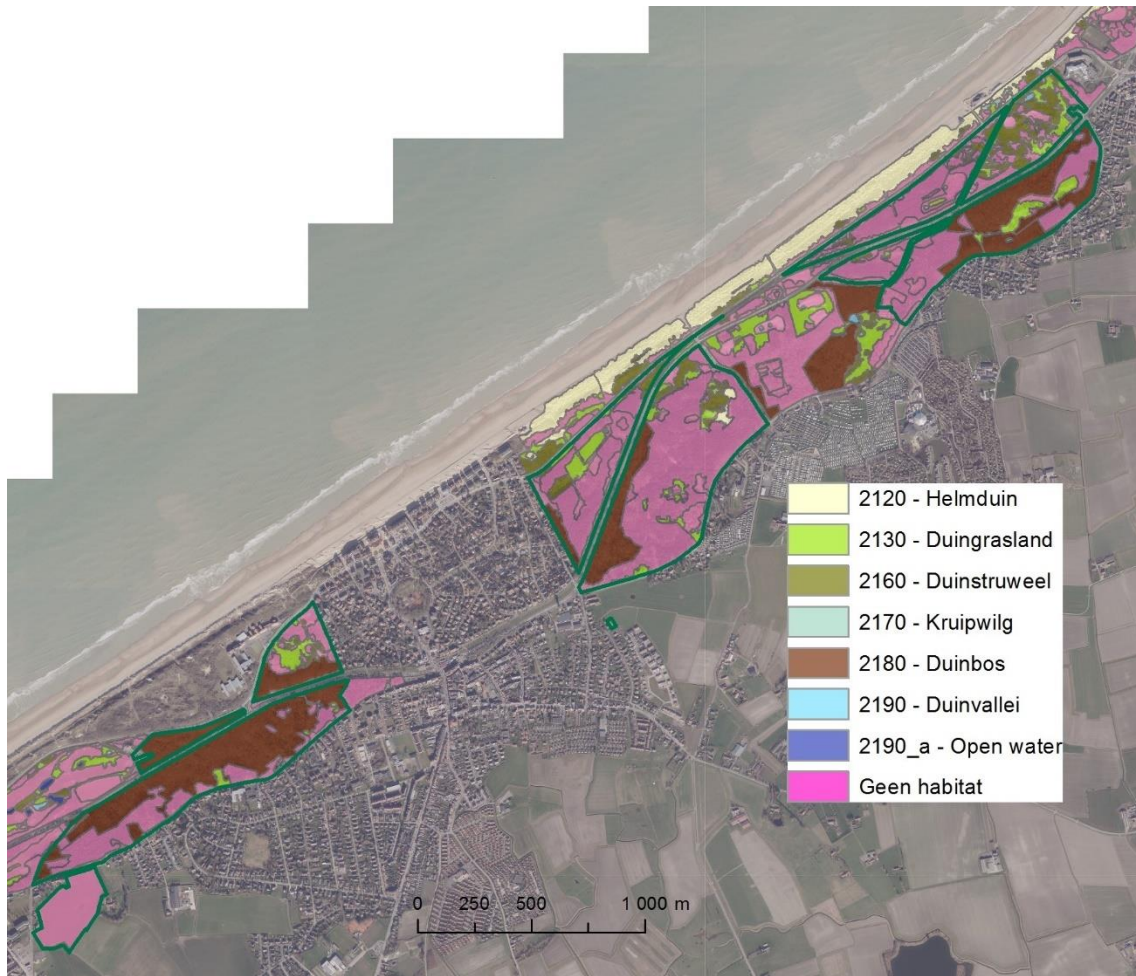 2120 - Helmduin
2130 - Duingrasland
2160 - Duinstruweel
2170 - Kruipwilg
2180 - Duinbos
2190 - Duinvallei
2190_a - Open water
Geen habitat
0 250 500 1 000 m